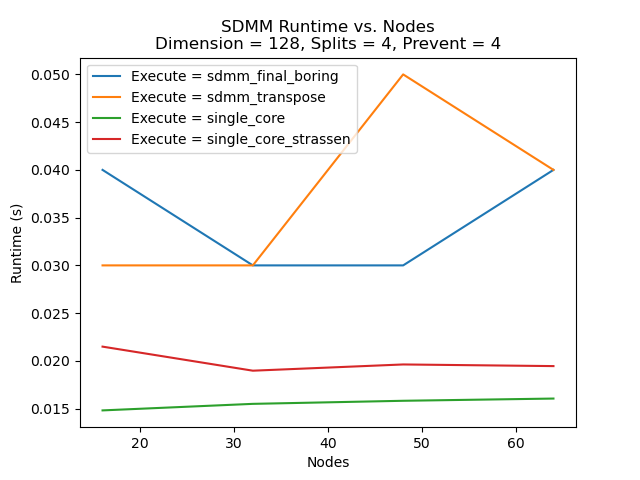 SDMM Runtime vs. Nodes
Dimension = 128, Splits = 4, Prevent = 4
Execute = sdmm_final_boring
Execute = sdmm_transpose
Execute = single_core
Execute = single_core_strassen
Runtime (s)
0.050
0.045
0.040
0.035
0.030
0.025
0.020
0.015
20
30
40
50
60
Nodes